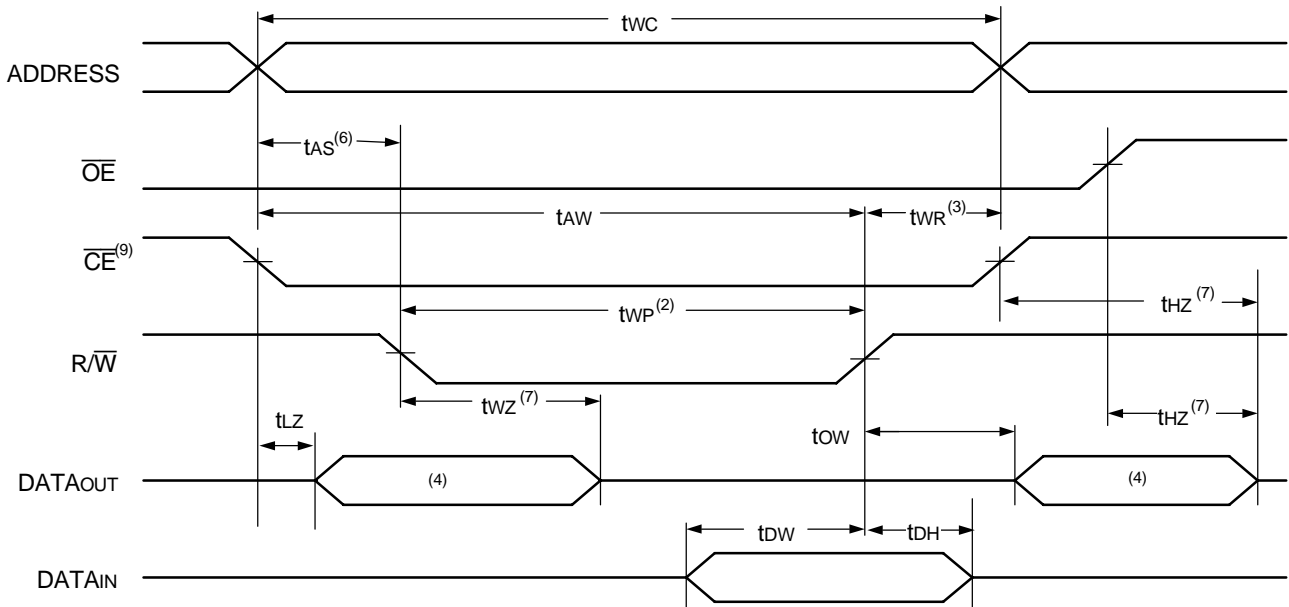 tWC
ADDRESS
tAS(6)
OE
tAW
tWR(3)
CE(9)
tWP(2)
tHZ(7)
R/W
tWZ(7)
tLZ
tOW
tHZ(7)
DATAOUT
(4)
(4)
tDW
tDH
DATAIN